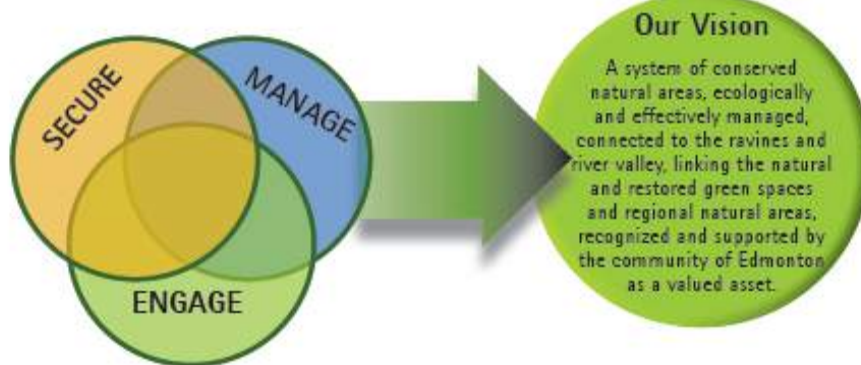 SECURE
MANAGE
ENGAGE
Our Vision
A system of conserved
natural areas, ecologically
and effectively managed,
connected to the ravines and
river valley, linking the natural
and restored green spaces
and regional natural areas,
recognized and supported by
the community of Edmonton
as a valued asset.